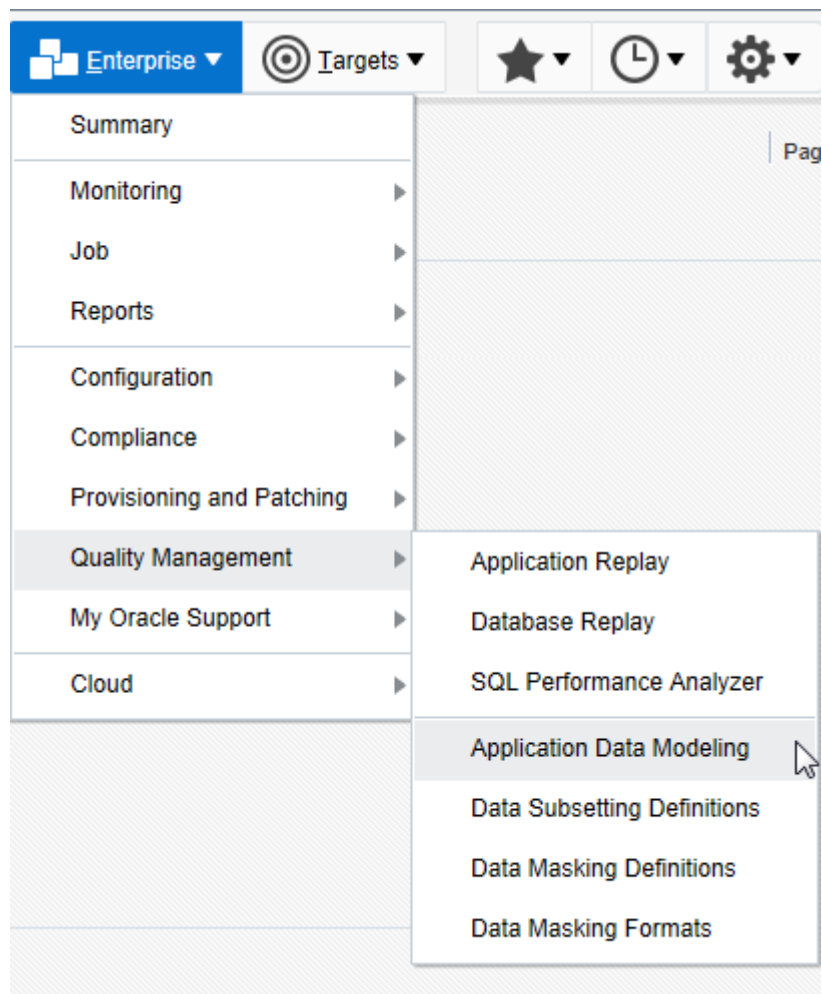 Enterprise Targets
Pag
Summary
Monitoring
Job
Reports
Configuration
Compliance
Provisioning and Patching
Quality Management
My Oracle Support
Cloud
Application Replay
Database Replay
SQL Performance Analyzer
Application Data Modeling
Data Subsetting Definitions
Data Masking Definitions
Data Masking Formats